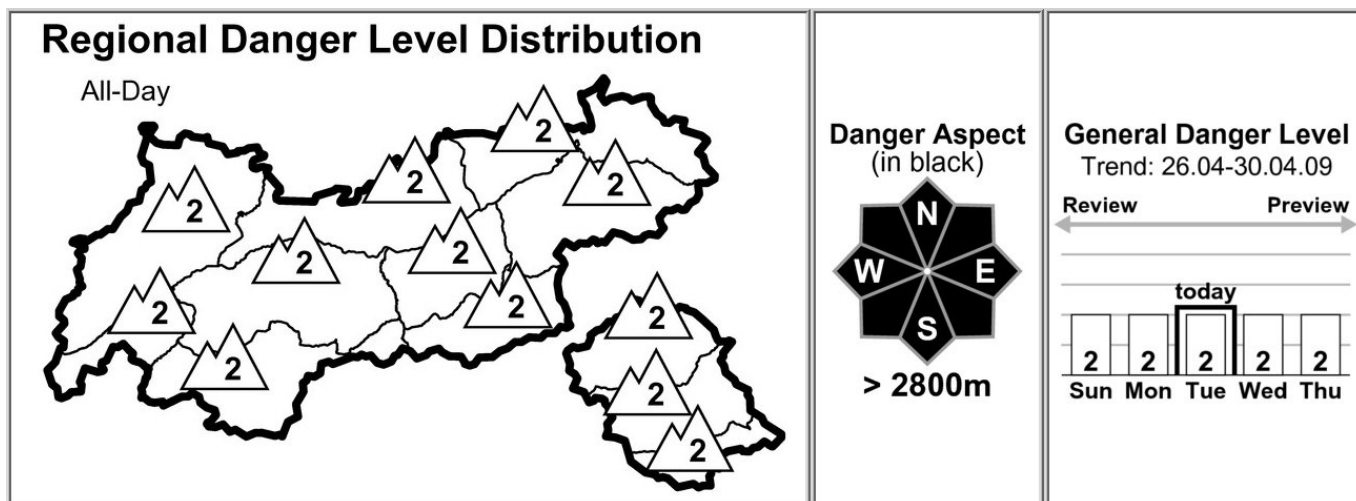 Regional Danger Level Distribution
All-Day
2
2
2
2
2
2
2
2
2
2
2
2
Danger Aspect
(in black)
N
W E
S
> 2800m
General Danger Level
Trend: 26.04-30.04.09
Review Preview
today
2 2 2 2 2
Sun Mon Tue Wed Thu